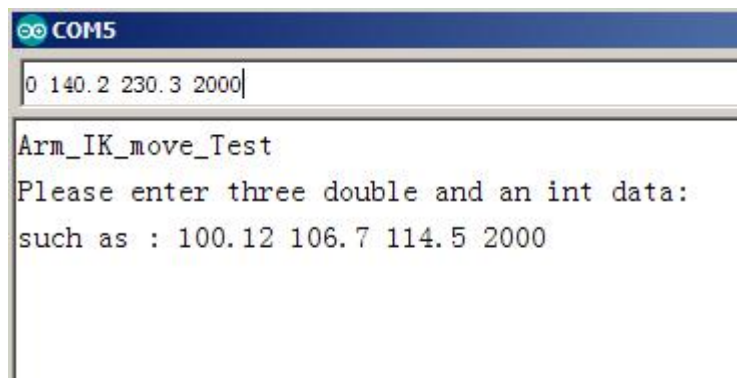 COM5
0 140.2 230.3 2000
Arm_IK_move_Test
Please enter three double and an int data:
such as : 100.12 106.7 114.5 2000